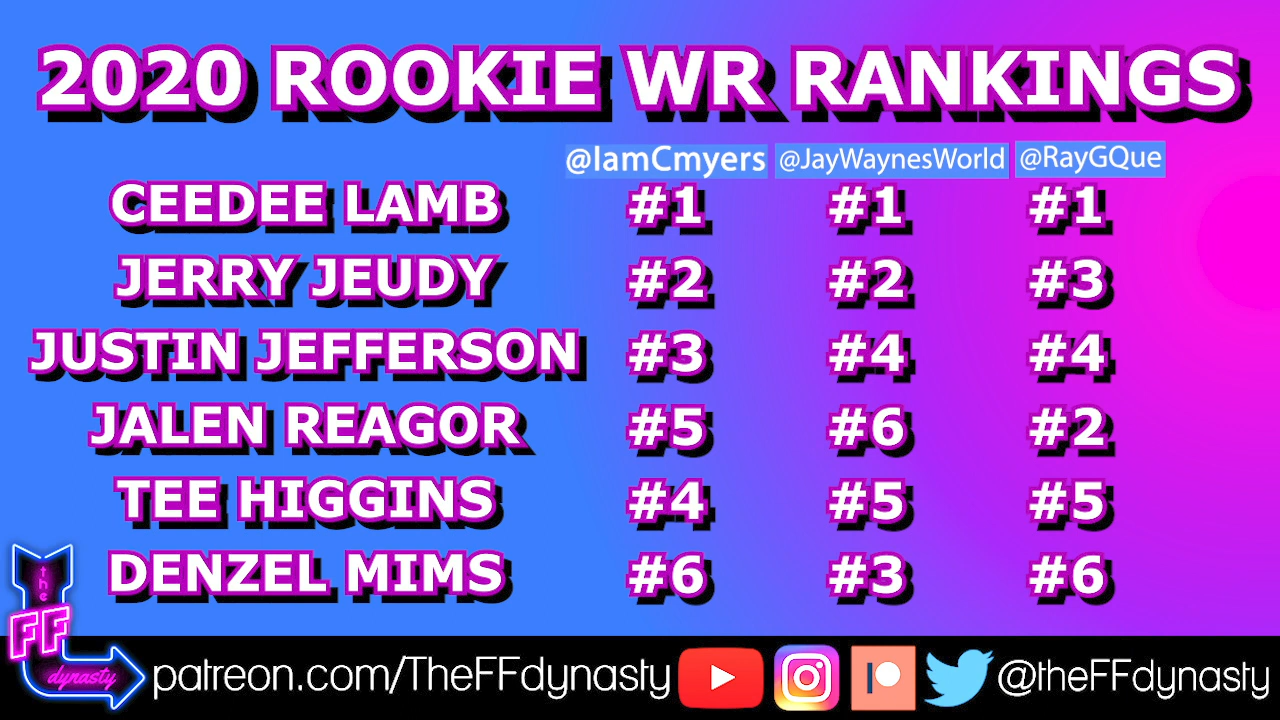 2020 ROOKIE WR RANKINGS
@IamCmyers @JayWaynesWorld @RayGQue
CEEDEE LAMB #1 #1 #1
JERRY JEUDY #2 #2 #3
JUSTIN JEFFERSON #3 #4 #4
JALEN REAGOR #5 #6 #2
TEE HIGGINS #4 #5 #5
DENZEL MIMS #6 #3 #6
the
FF
dynasty
patreon.com/TheFFdynasty @theFFdynasty